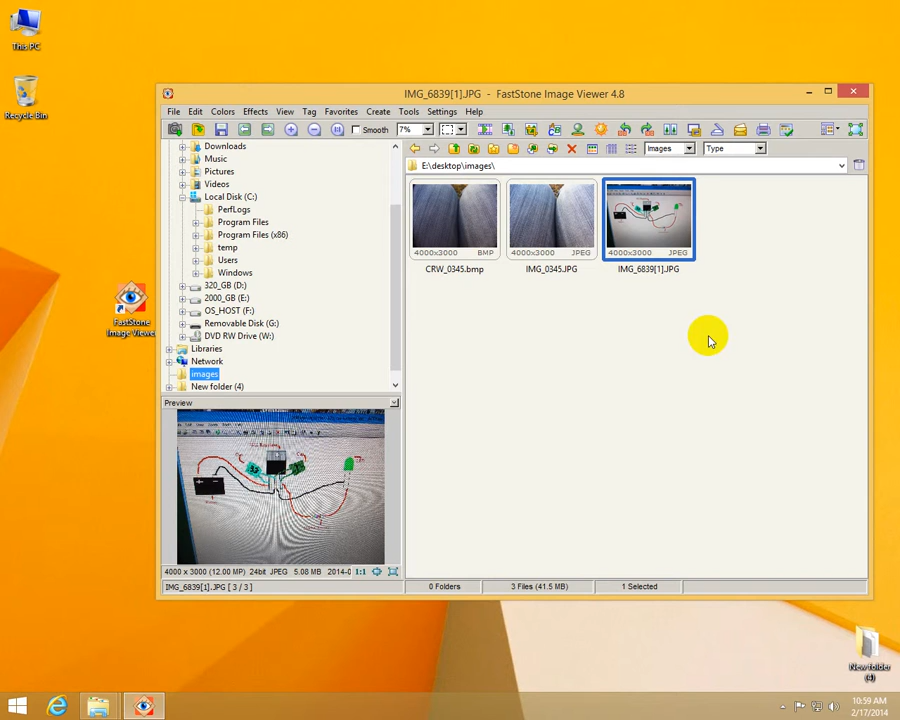 This PC
Recycle Bin
FastStone
Image Viewer
IMG_6839[1].JPG - FastStone Image Viewer 4.8
File Edit Colors Effects View Tag Favorites Create Tools Settings Help
Smooth 7%
Images Type
E:\desktop\images\
Downloads
Music
Pictures
Videos
Local Disk (C:)
PerfLogs
Program Files
Program Files (x86)
temp
Users
Windows
320_GB (D:)
2000_GB (E:)
OS_HOST (F:)
Removable Disk (G:)
DVD RW Drive (W:)
Libraries
Network
images
New folder (4)
4000x3000 BMP
CRW_0345.bmp
4000x3000 JPEG
IMG_0345.JPG
4000x3000 JPEG
IMG_6839[1].JPG
Preview
4000 x 3000 (12.00 MP) 24bit JPEG 5.08 MB 2014-0 1:1
IMG_6839[1].JPG [ 3 / 3 ]
0 Folders 3 Files (41.5 MB) 1 Selected
New folder
(4)
10:59 AM
2/17/2014